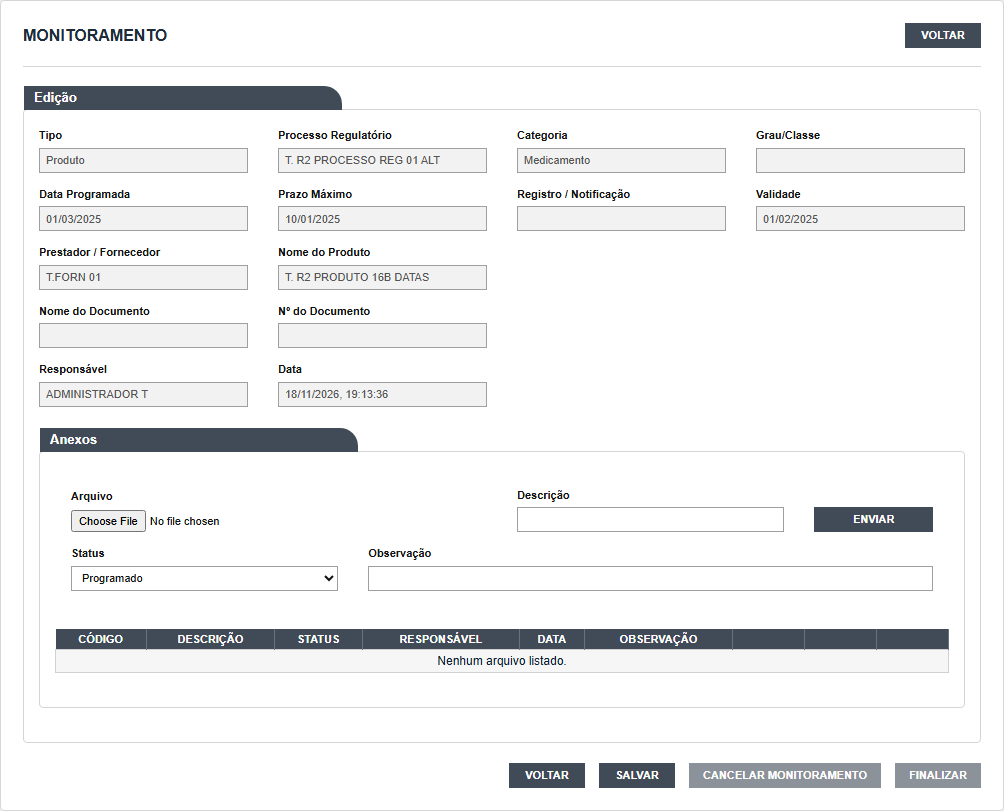 MONITORAMENTO
VOLTAR
Edição
Tipo Processo Regulatório Categoria Grau/Classe
Produto T. R2 PROCESSO REG 01 ALT Medicamento
Data Programada Prazo Máximo Registro / Notificação Validade
01/03/2025 10/01/2025 01/02/2025
Prestador / Fornecedor Nome do Produto
T.FORN 01 T. R2 PRODUTO 16B DATAS
Nome do Documento Nº do Documento
Responsável Data
ADMINISTRADOR T 18/11/2026, 19:13:36
Anexos
Arquivo Descrição
Choose File No file chosen ENVIAR
Status Observação
Programado
CÓDIGO DESCRIÇÃO STATUS RESPONSÁVEL DATA OBSERVAÇÃO
Nenhum arquivo listado.
VOLTAR SALVAR CANCELAR MONITORAMENTO FINALIZAR